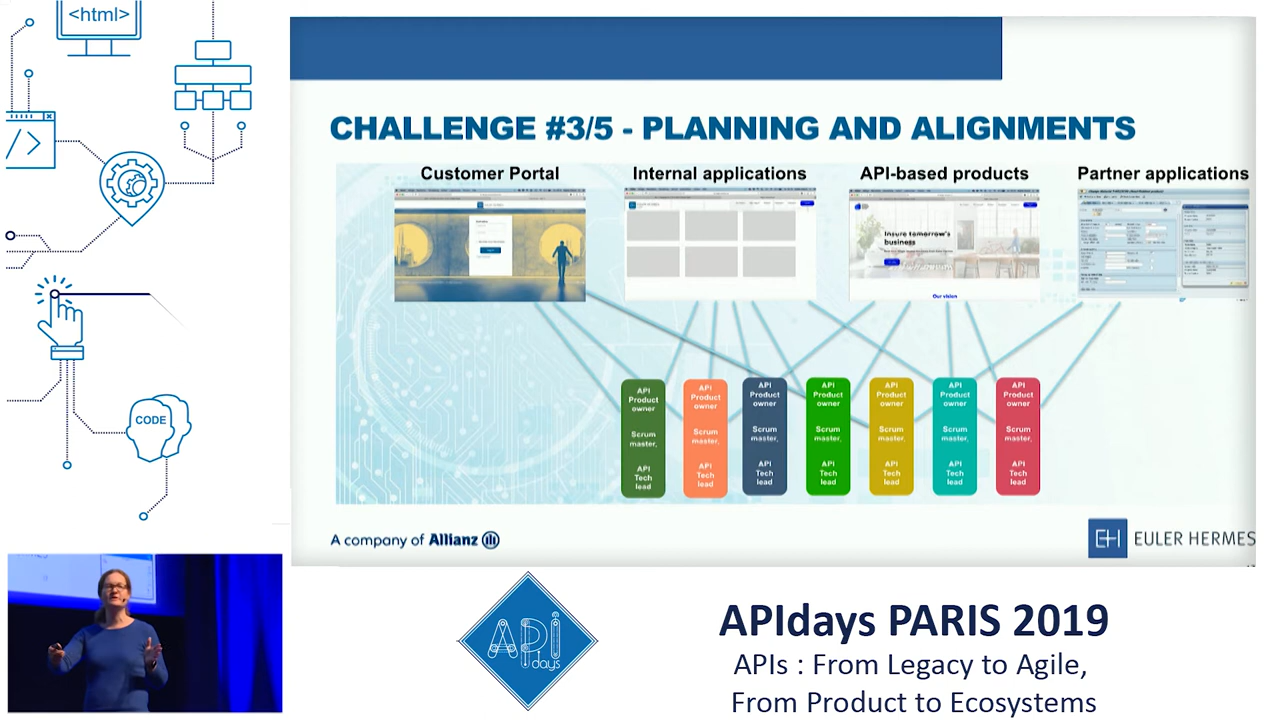 <html>
</>
CODE
CHALLENGE #3/5 - PLANNING AND ALIGNMENTS
Customer Portal
Internal applications
API-based products
Partner applications
EULER HERMES
EULER HERMES
Insure tomorrow's
business
Our vision
API
Product
owner
Scrum
master,
API
Tech
lead
API
Product
owner
Scrum
master,
API
Tech
lead
API
Product
owner
Scrum
master,
API
Tech
lead
API
Product
owner
Scrum
master,
API
Tech
lead
API
Product
owner
Scrum
master,
API
Tech
lead
API
Product
owner
Scrum
master,
API
Tech
lead
API
Product
owner
Scrum
master,
API
Tech
lead
A company of Allianz
EH EULER HERMES
API
days
APIdays PARIS 2019
APIs : From Legacy to Agile,
From Product to Ecosystems